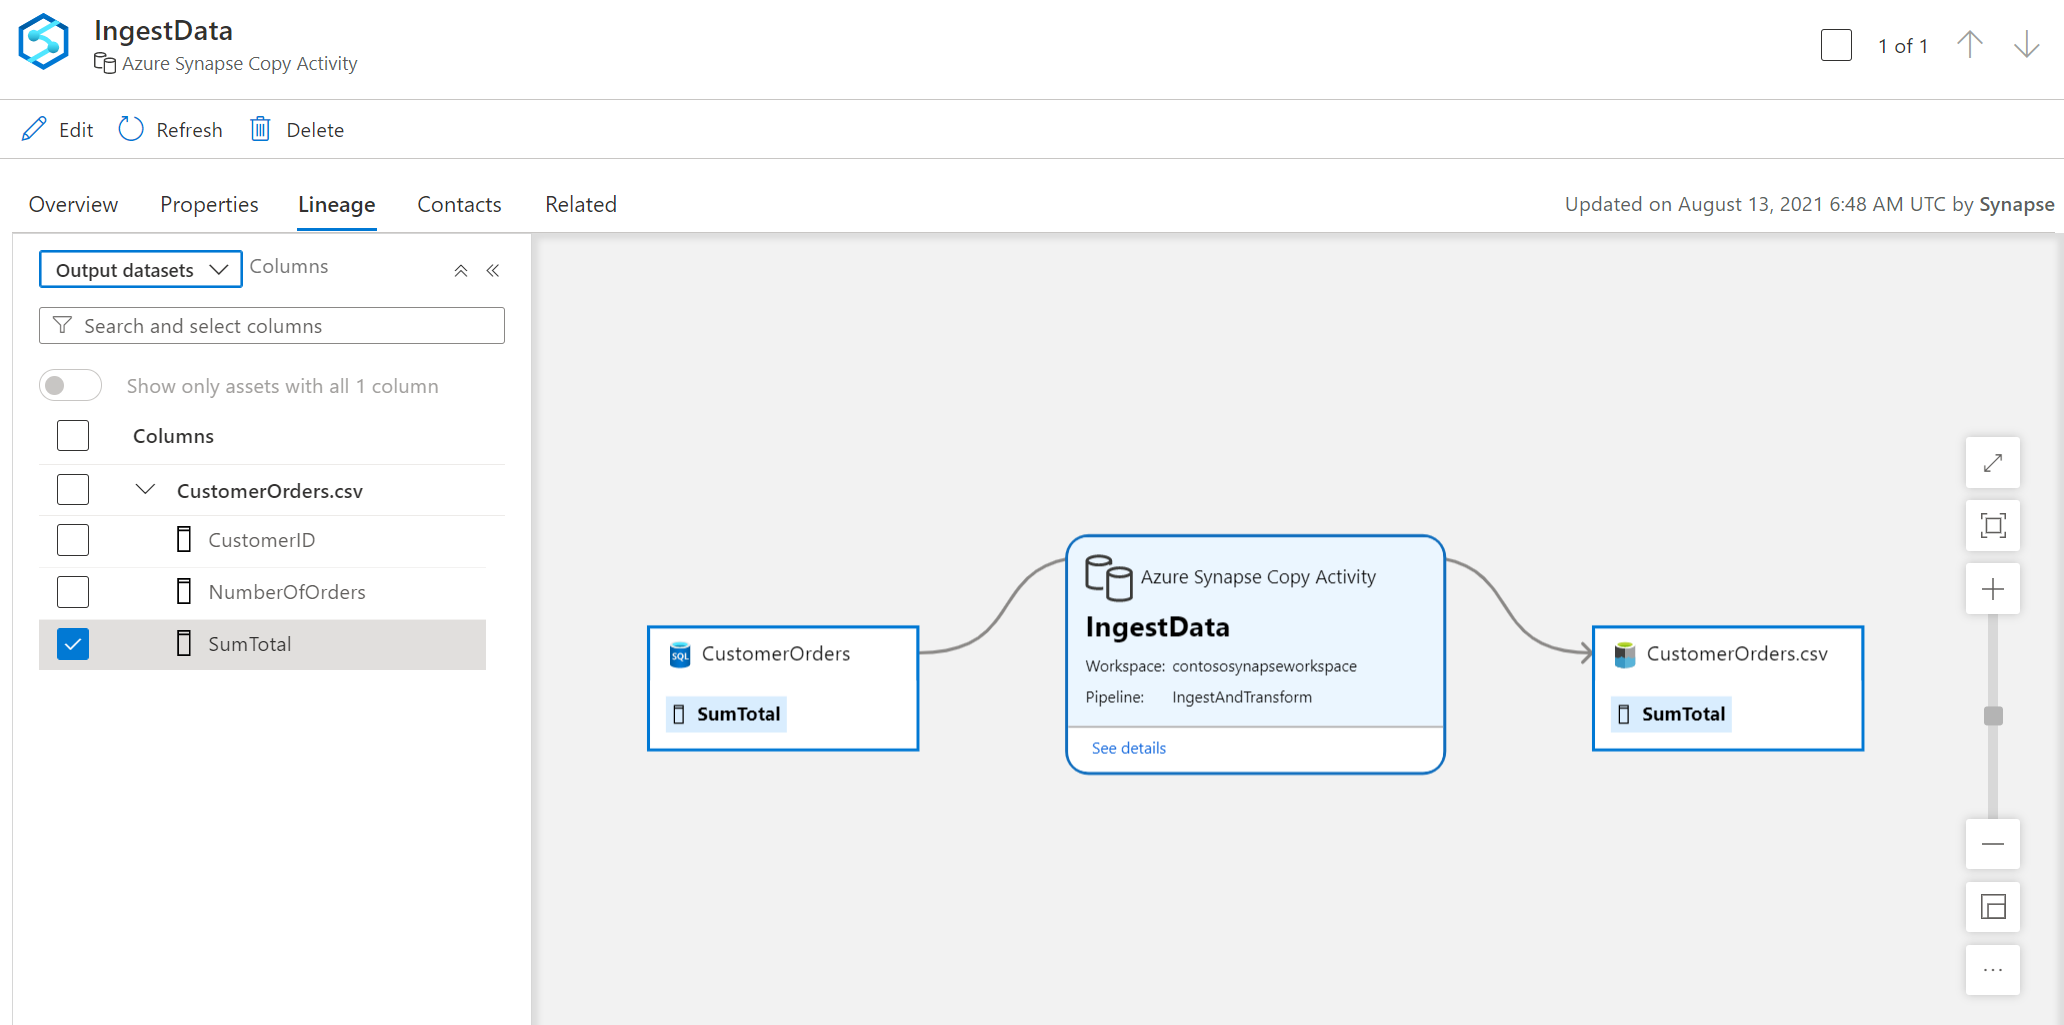 IngestData
Azure Synapse Copy Activity
1 of 1
Edit
Refresh
Delete
Overview
Properties
Lineage
Contacts
Related
Updated on August 13, 2021 6:48 AM UTC by Synapse
Output datasets
Columns
Search and select columns
Show only assets with all 1 column
Columns
CustomerOrders.csv
CustomerID
NumberOfOrders
SumTotal
SQL
CustomerOrders
SumTotal
Azure Synapse Copy Activity
IngestData
Workspace: contososynapseworkspace
Pipeline: IngestAndTransform
See details
CustomerOrders.csv
SumTotal